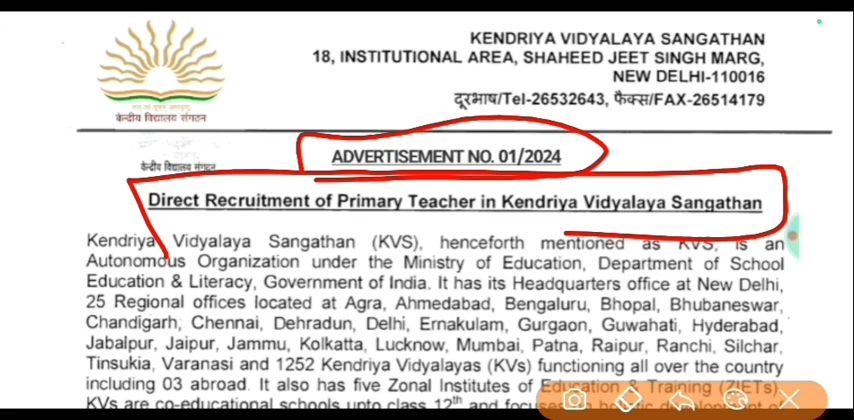 KENDRIYA VIDYALAYA SANGATHAN
18, INSTITUTIONAL AREA, SHAHEED JEET SINGH MARG,
NEW DELHI-110016
दूरभाष/Tel-26532643, फैक्स/FAX-26514179
केन्द्रीय विद्यालय संगठन
केन्द्रीय विद्यालय संगठन
ADVERTISEMENT NO. 01/2024
Direct Recruitment of Primary Teacher in Kendriya Vidyalaya Sangathan
Kendriya Vidyalaya Sangathan (KVS), henceforth mentioned as KVS, is an
Autonomous Organization under the Ministry of Education, Department of School
Education & Literacy, Government of India. It has its Headquarters office at New Delhi,
25 Regional offices located at Agra, Ahmedabad, Bengaluru, Bhopal, Bhubaneswar,
Chandigarh, Chennai, Dehradun, Delhi, Ernakulam, Gurgaon, Guwahati, Hyderabad,
Jabalpur, Jaipur, Jammu, Kolkatta, Lucknow, Mumbai, Patna, Raipur, Ranchi, Silchar,
Tinsukia, Varanasi and 1252 Kendriya Vidyalayas (KVs) functioning all over the country
including 03 abroad. It also has five Zonal Institutes of Education & Training (ZIETs).
KVs are co-educational schools upto class 12th and